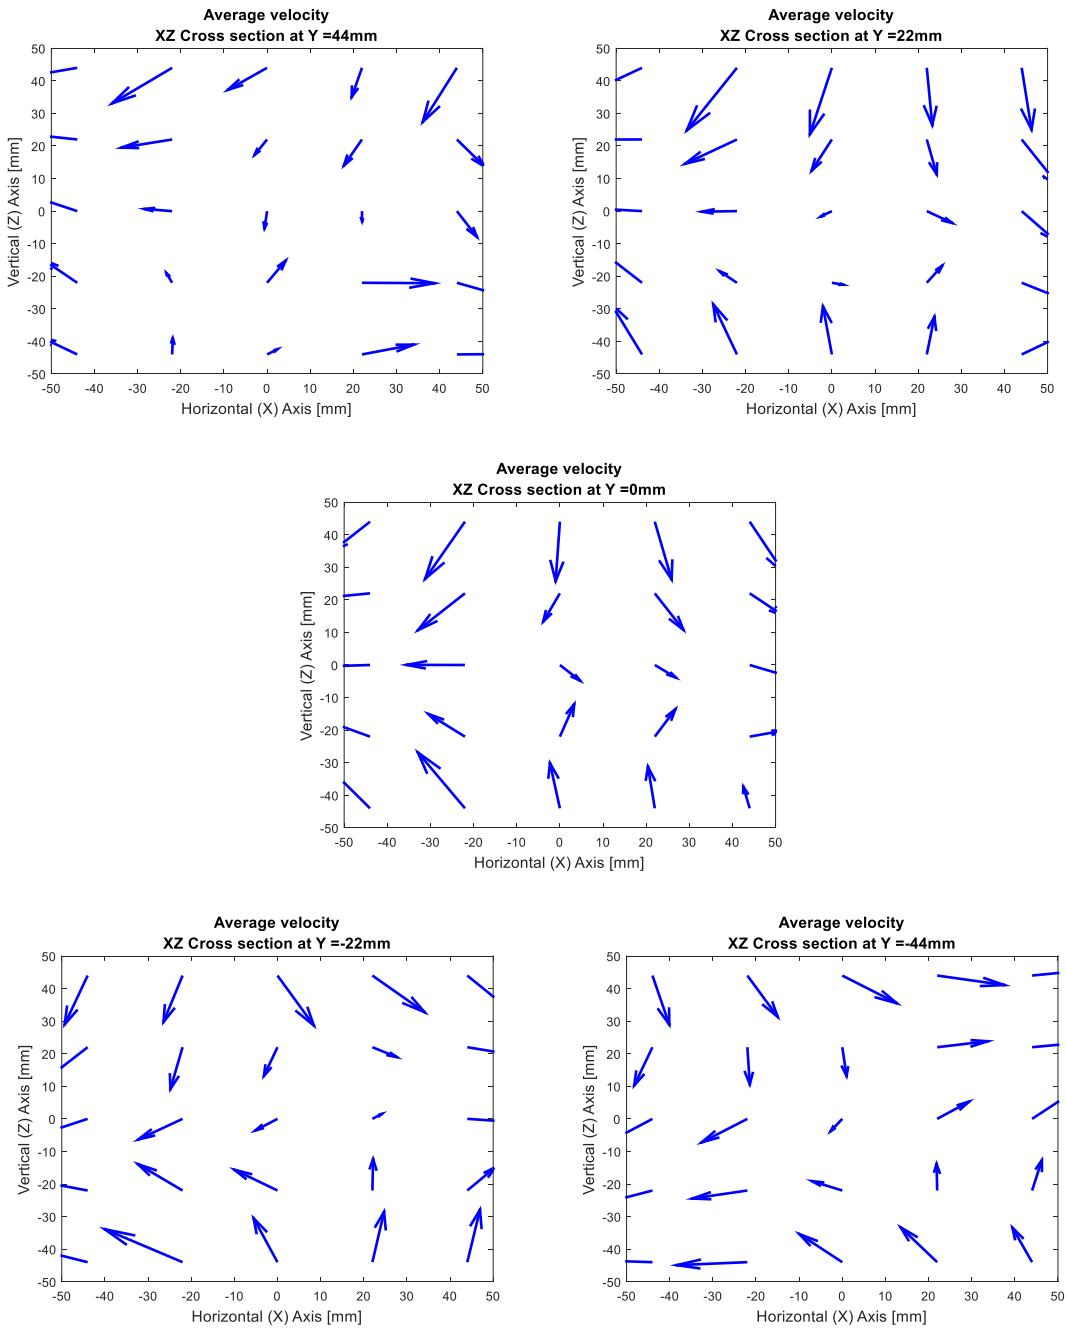 Average velocity
XZ Cross section at Y =44mm
50
40
30
20
10
0
-10
-20
-30
-40
-50
Vertical (Z) Axis [mm]
-50 -40 -30 -20 -10 0 10 20 30 40 50
Horizontal (X) Axis [mm]
Average velocity
XZ Cross section at Y =22mm
50
40
30
20
10
0
-10
-20
-30
-40
-50
Vertical (Z) Axis [mm]
-50 -40 -30 -20 -10 0 10 20 30 40 50
Horizontal (X) Axis [mm]
Average velocity
XZ Cross section at Y =0mm
50
40
30
20
10
0
-10
-20
-30
-40
-50
Vertical (Z) Axis [mm]
-50 -40 -30 -20 -10 0 10 20 30 40 50
Horizontal (X) Axis [mm]
Average velocity
XZ Cross section at Y =-22mm
50
40
30
20
10
0
-10
-20
-30
-40
-50
Vertical (Z) Axis [mm]
-50 -40 -30 -20 -10 0 10 20 30 40 50
Horizontal (X) Axis [mm]
Average velocity
XZ Cross section at Y =-44mm
50
40
30
20
10
0
-10
-20
-30
-40
-50
Vertical (Z) Axis [mm]
-50 -40 -30 -20 -10 0 10 20 30 40 50
Horizontal (X) Axis [mm]